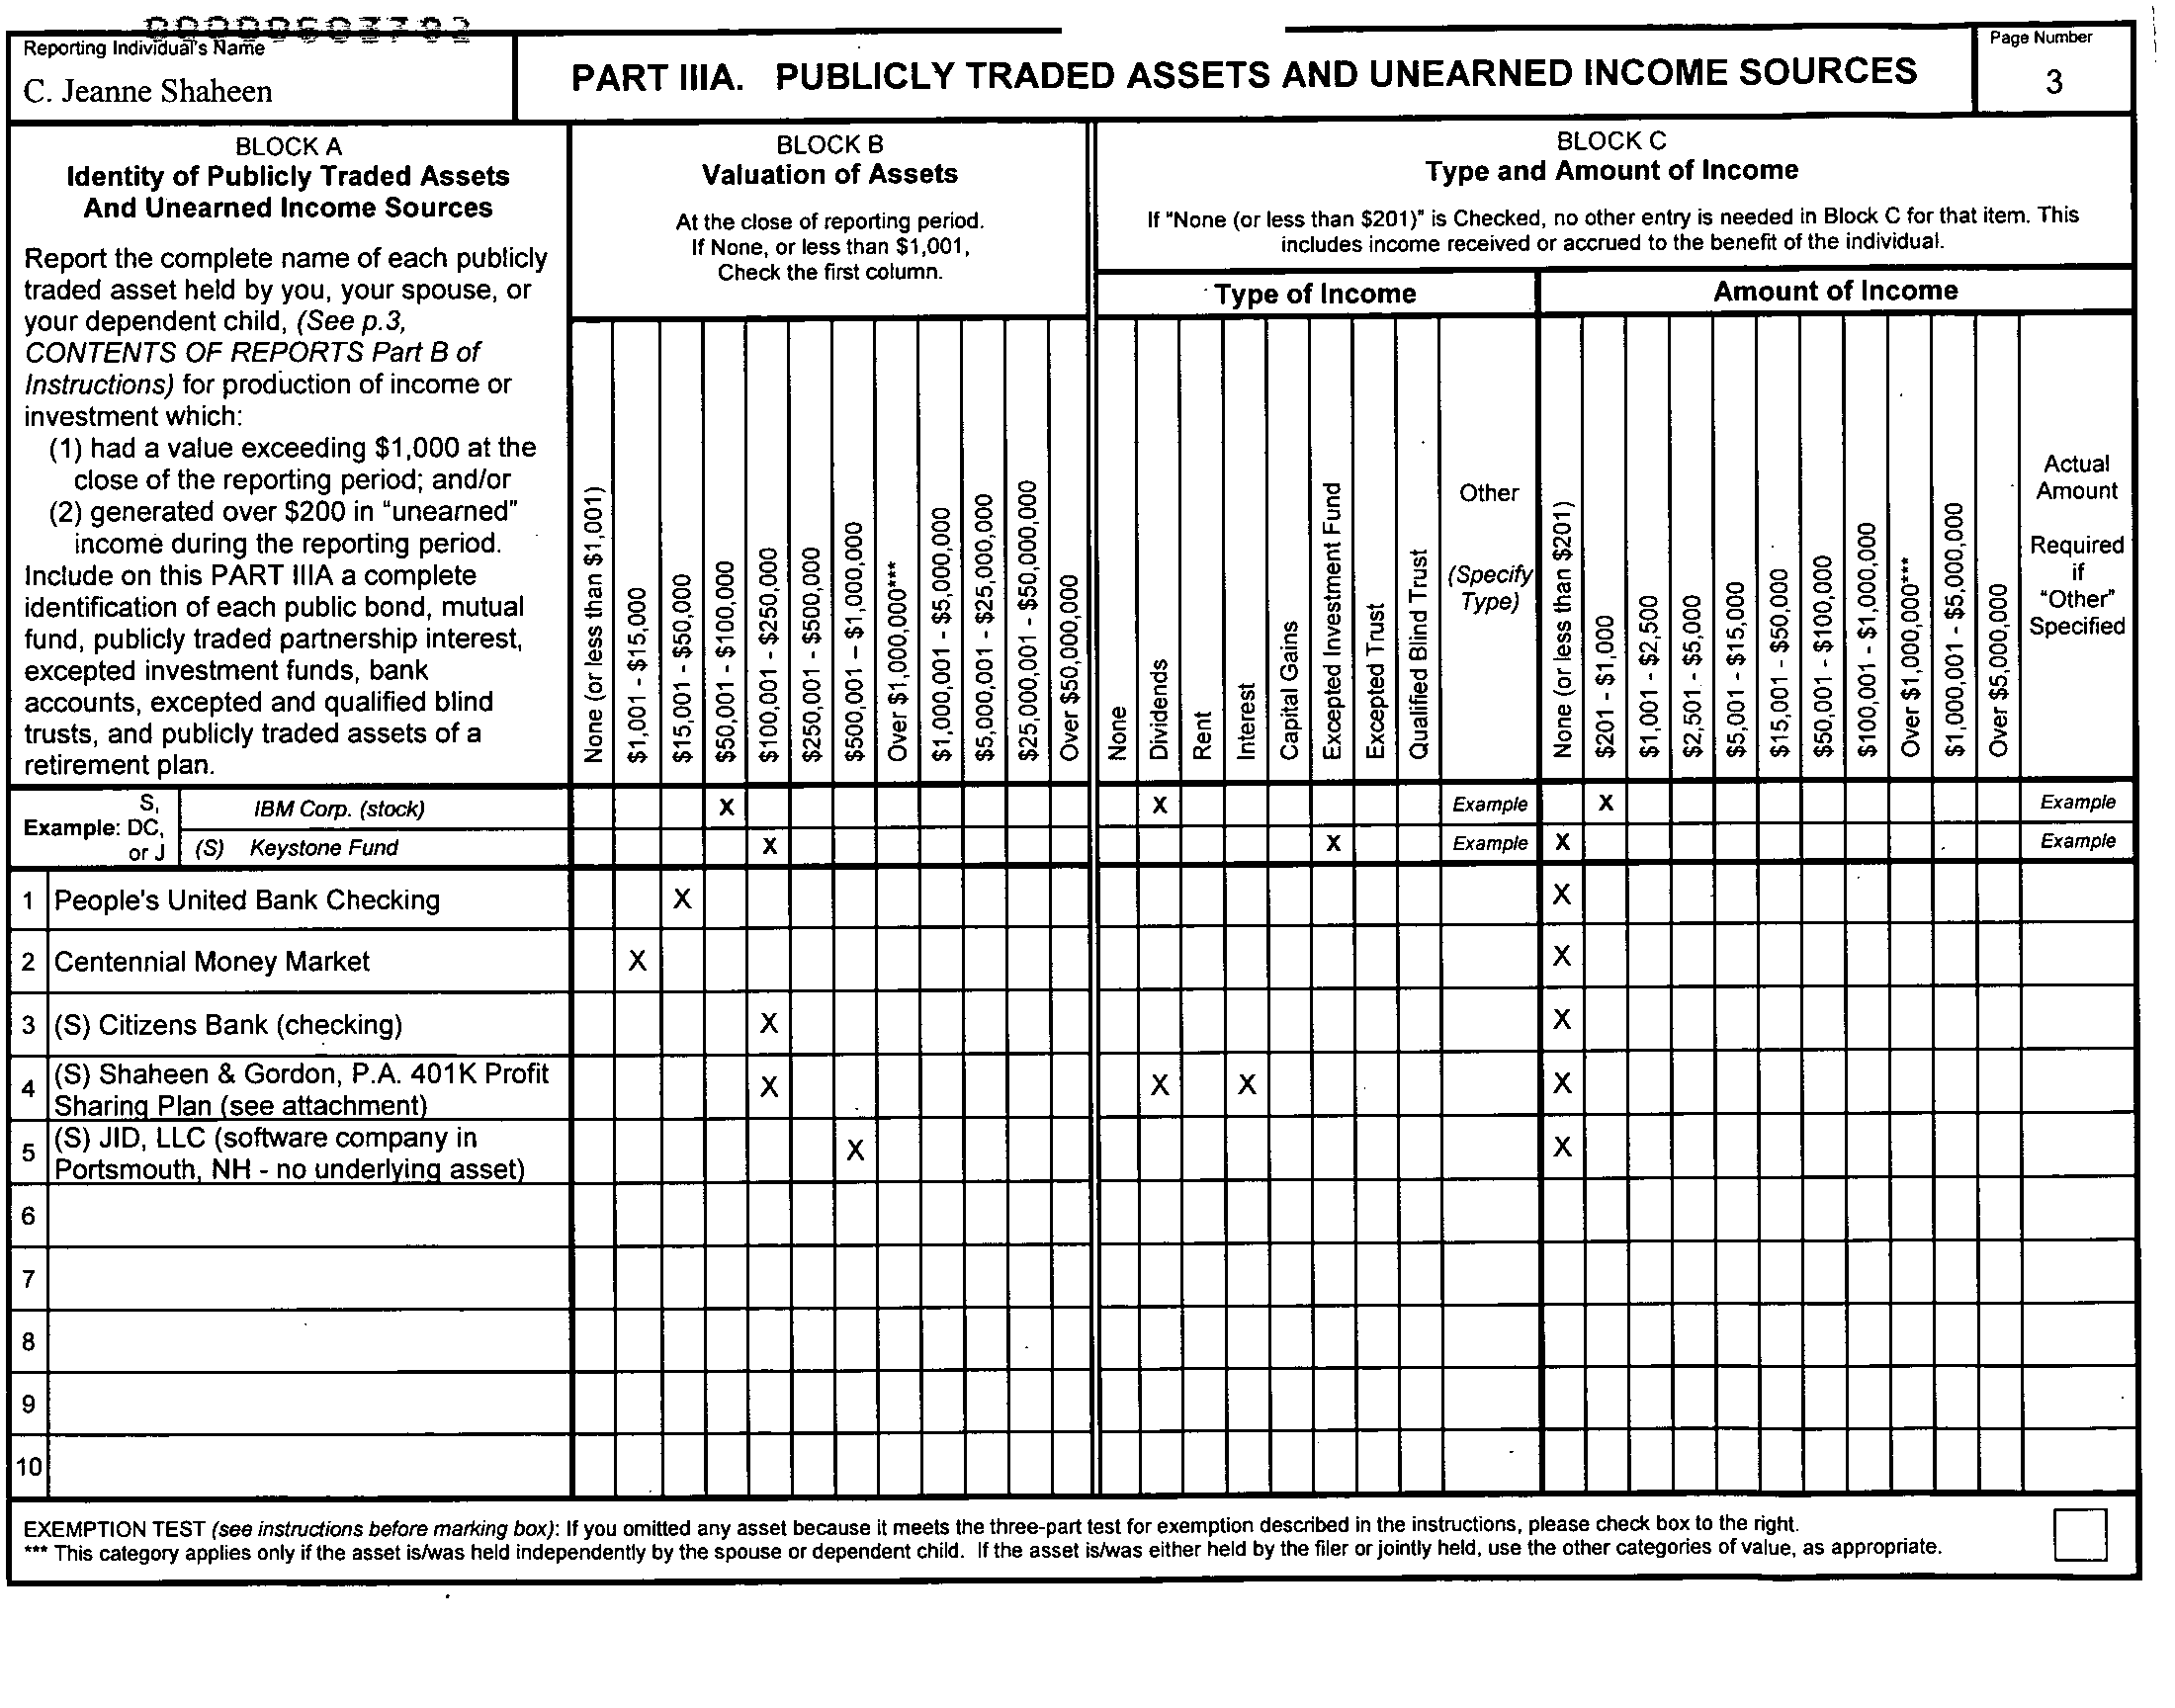 Reporting Individual's Name
C. Jeanne Shaheen
PART IIIA. PUBLICLY TRADED ASSETS AND UNEARNED INCOME SOURCES
Page Number
3
BLOCK A
Identity of Publicly Traded Assets
And Unearned Income Sources
Report the complete name of each publicly
traded asset held by you, your spouse, or
your dependent child, (See p.3,
CONTENTS OF REPORTS Part B of
Instructions) for production of income or
investment which:
(1) had a value exceeding $1,000 at the
close of the reporting period; and/or
(2) generated over $200 in "unearned"
income during the reporting period.
Include on this PART IIIA a complete
identification of each public bond, mutual
fund, publicly traded partnership interest,
excepted investment funds, bank
accounts, excepted and qualified blind
trusts, and publicly traded assets of a
retirement plan.
BLOCK B
Valuation of Assets
At the close of reporting period.
If None, or less than $1,001,
Check the first column.
None (or less than $1,001)
$1,001 - $15,000
$15,001 - $50,000
$50,001 - $100,000
$100,001 - $250,000
$250,001 - $500,000
$500,001 – $1,000,000
Over $1,000,000***
$1,000,001 - $5,000,000
$5,000,001 - $25,000,000
$25,000,001 - $50,000,000
Over $50,000,000
BLOCK C
Type and Amount of Income
If "None (or less than $201)" is Checked, no other entry is needed in Block C for that item. This
includes income received or accrued to the benefit of the individual.
Type of Income
None
Dividends
Rent
Interest
Capital Gains
Excepted Investment Fund
Excepted Trust
Qualified Blind Trust
Other
(Specify
Type)
Amount of Income
None (or less than $201)
$201 - $1,000
$1,001 - $2,500
$2,501 - $5,000
$5,001 - $15,000
$15,001 - $50,000
$50,001 - $100,000
$100,001 - $1,000,000
Over $1,000,000***
$1,000,001 - $5,000,000
Over $5,000,000
Actual
Amount
Required
if
"Other"
Specified
Example: S,
DC,
or J
IBM Corp. (stock) X X Example X Example
(S) Keystone Fund X X Example X Example
1 People's United Bank Checking X X
2 Centennial Money Market X X
3 (S) Citizens Bank (checking) X X
4 (S) Shaheen & Gordon, P.A. 401K Profit
Sharing Plan (see attachment) X X X X
5 (S) JID, LLC (software company in
Portsmouth, NH - no underlying asset) X X
6
7
8
9
10
EXEMPTION TEST (see instructions before marking box): If you omitted any asset because it meets the three-part test for exemption described in the instructions, please check box to the right.
*** This category applies only if the asset is/was held independently by the spouse or dependent child. If the asset is/was either held by the filer or jointly held, use the other categories of value, as appropriate.